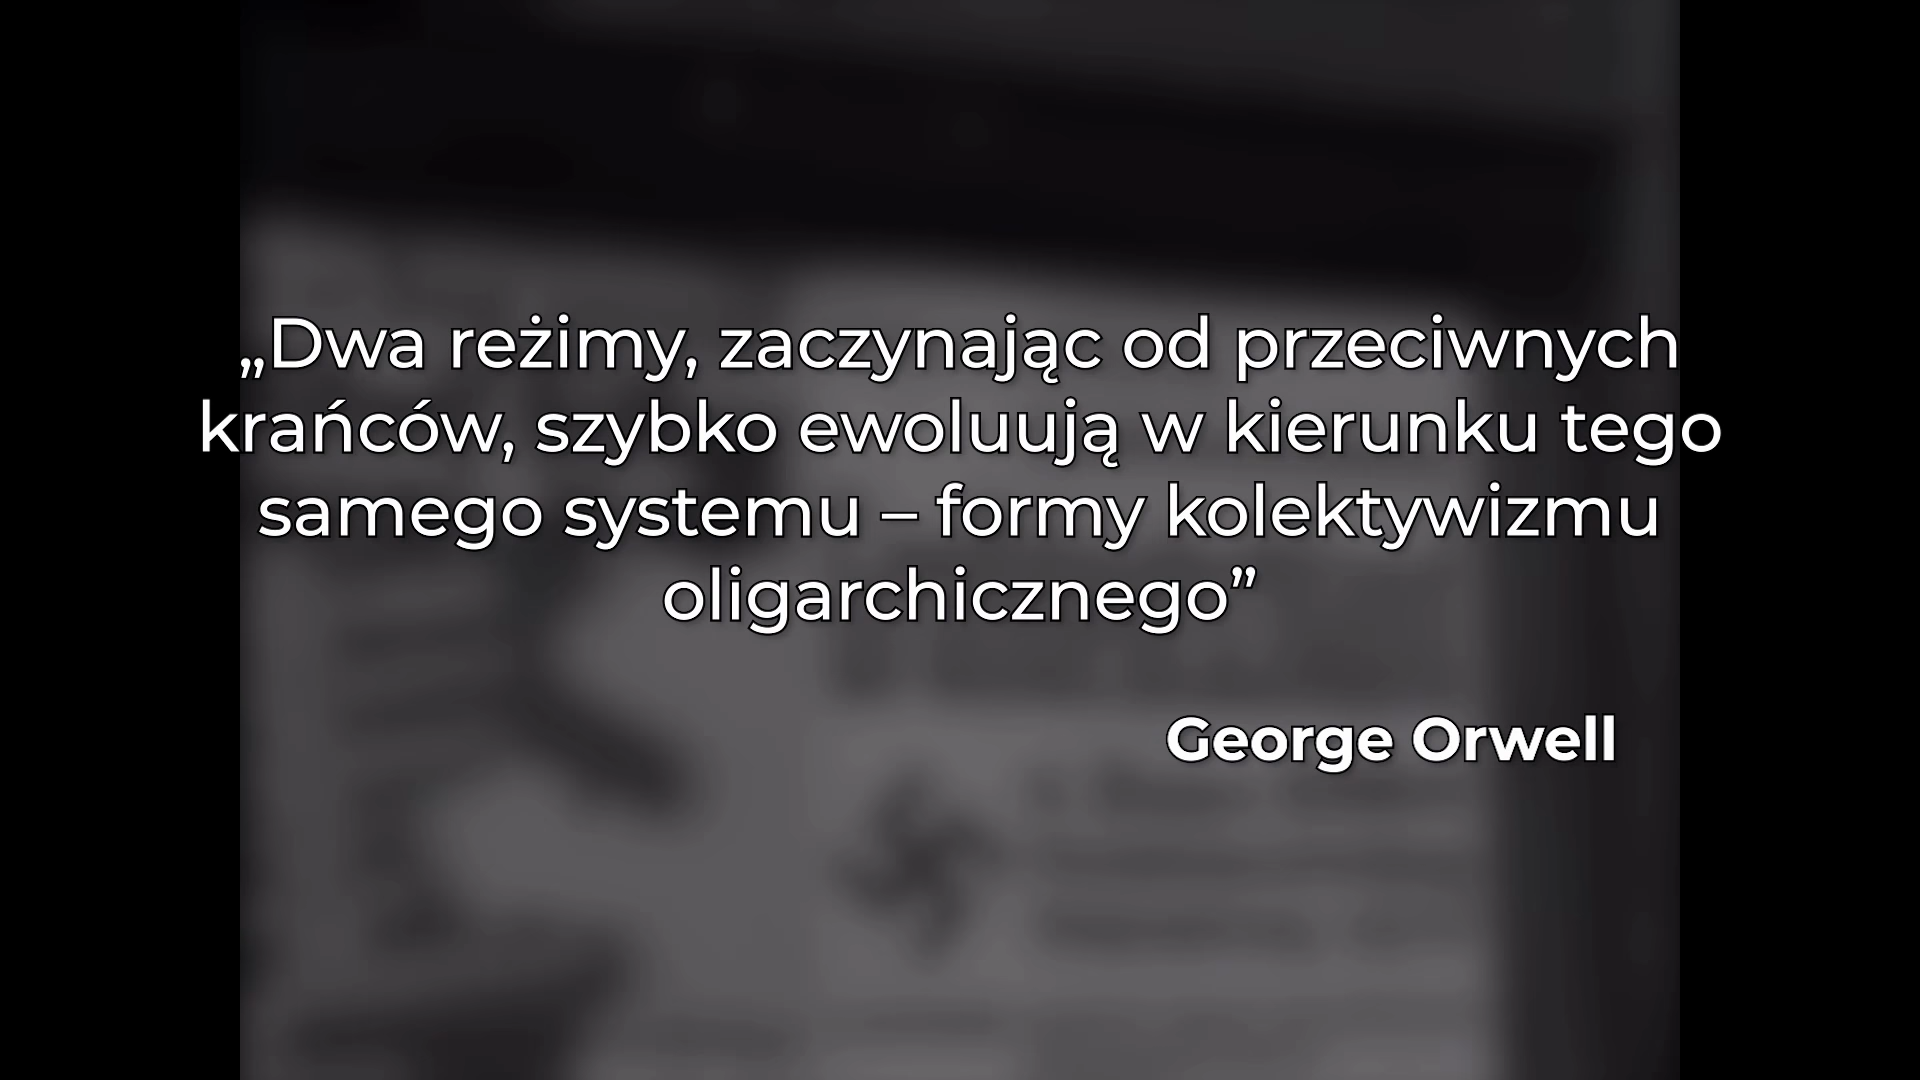 „Dwa reżimy, zaczynając od przeciwnych
krańców, szybko ewoluują w kierunku tego
samego systemu – formy kolektywizmu
oligarchicznego”
George Orwell